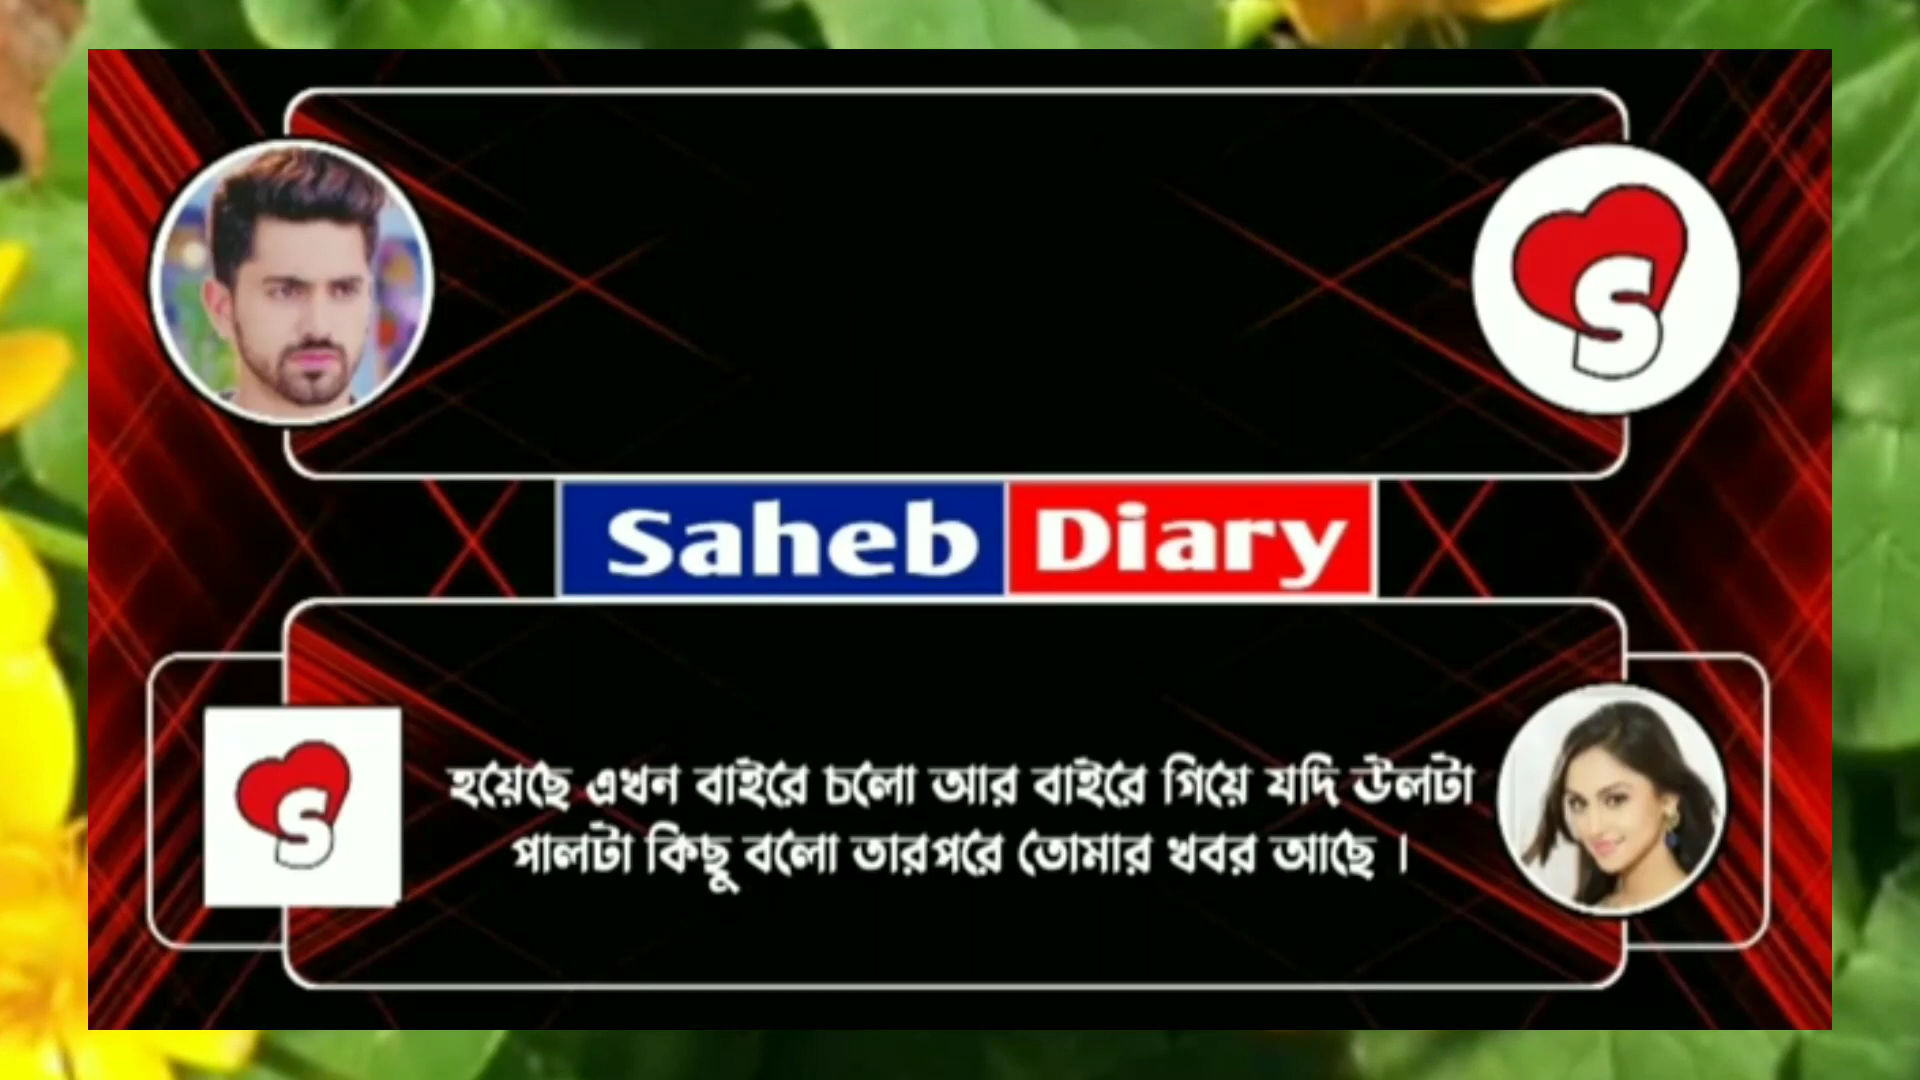 S
Saheb Diary
S
হয়েছে এখন বাইরে চলো আর বাইরে গিয়ে যদি উলটা
পালটা কিছু বলো তারপরে তোমার খবর আছে ।